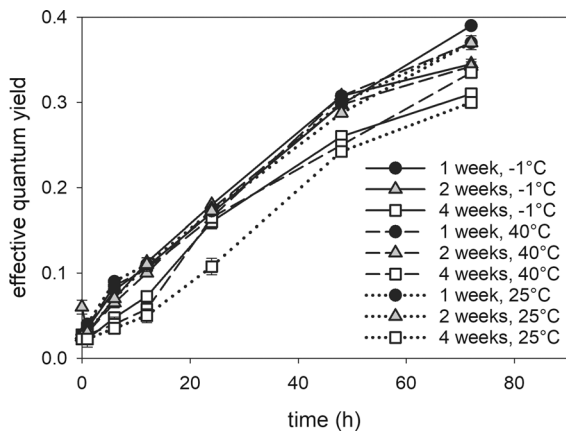 0.4
0.3
0.2
0.1
0.0
effective quantum yield
0 20 40 60 80
time (h)
1 week, -1°C
2 weeks, -1°C
4 weeks, -1°C
1 week, 40°C
2 weeks, 40°C
4 weeks, 40°C
1 week, 25°C
2 weeks, 25°C
4 weeks, 25°C